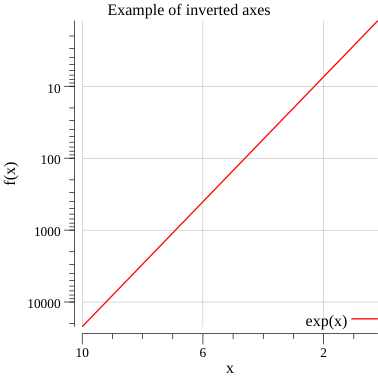 Example of inverted axes
f(x)
10
100
1000
10000
exp(x)
10 6 2
x